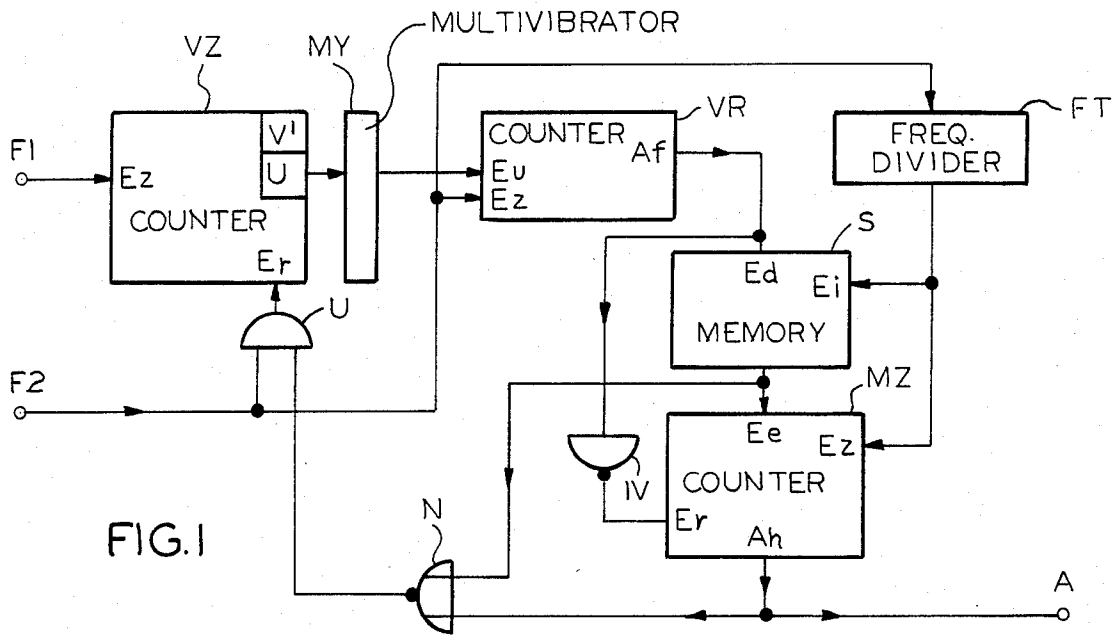 MULTIVIBRATOR
VZ
MY
VR
FT
F1
Ez
V'
U
COUNTER
Er
COUNTER
Af
Eu
Ez
FREQ.
DIVIDER
S
Ed
Ei
MEMORY
U
F2
MZ
Ee
Ez
COUNTER
Er
Ah
IV
N
A
FIG.1